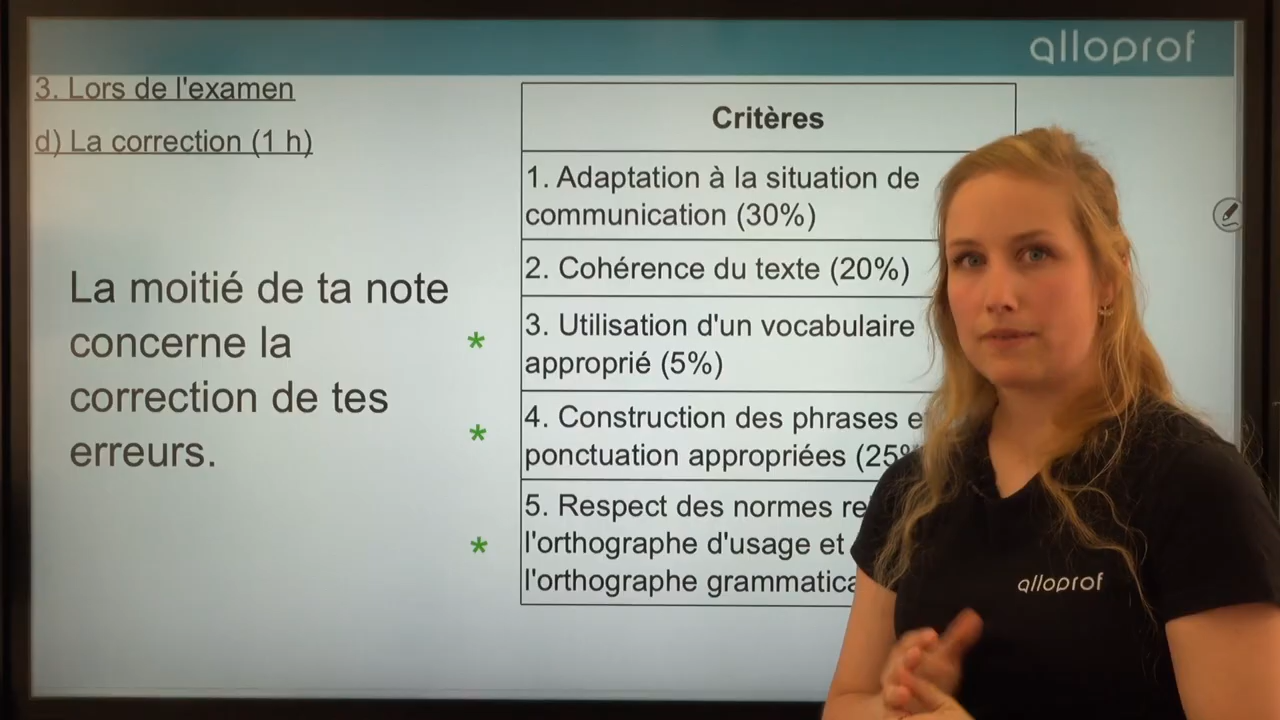 alloprof
3. Lors de l'examen
d) La correction (1 h)
La moitié de ta note
concerne la
correction de tes
erreurs.
Critères
1. Adaptation à la situation de
communication (30%)
2. Cohérence du texte (20%)
* 3. Utilisation d'un vocabulaire
approprié (5%)
* 4. Construction des phrases
ponctuation appropriées (25%
* 5. Respect des normes
l'orthographe d'usage et
l'orthographe
alloprof